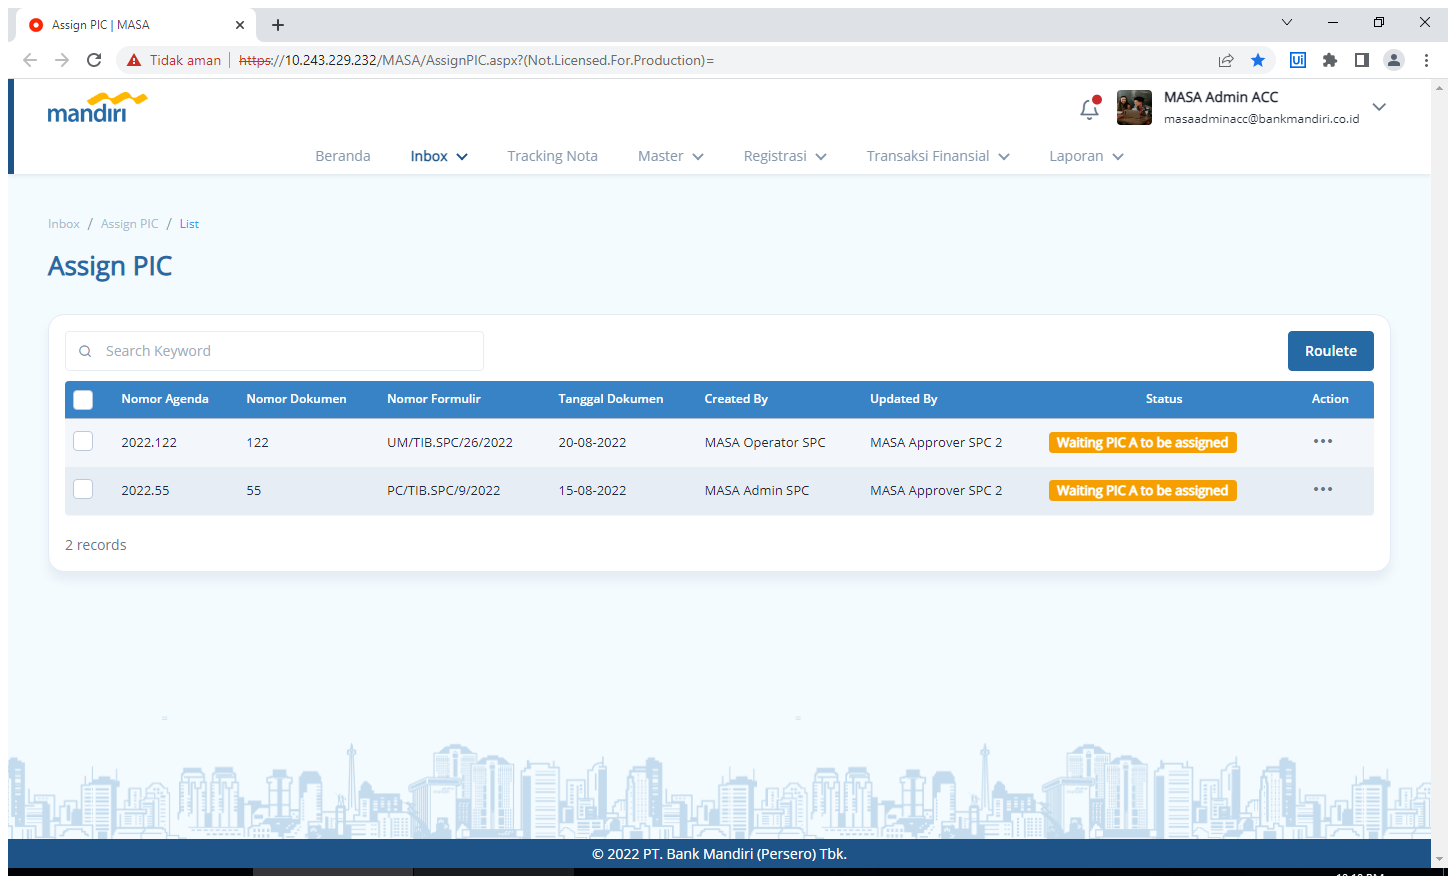 Assign PIC | MASA
Tidak aman | https://10.243.229.232/MASA/AssignPIC.aspx?(Not.Licensed.For.Production)=
mandiri
MASA Admin ACC
masaadminacc@bankmandiri.co.id
Beranda Inbox Tracking Nota Master Registrasi Transaksi Finansial Laporan
Inbox / Assign PIC / List
Assign PIC
Search Keyword
Roulete
Nomor Agenda Nomor Dokumen Nomor Formulir Tanggal Dokumen Created By Updated By Status Action
2022.122 122 UM/TIB.SPC/26/2022 20-08-2022 MASA Operator SPC MASA Approver SPC 2 Waiting PIC A to be assigned
2022.55 55 PC/TIB.SPC/9/2022 15-08-2022 MASA Admin SPC MASA Approver SPC 2 Waiting PIC A to be assigned
2 records
© 2022 PT. Bank Mandiri (Persero) Tbk.